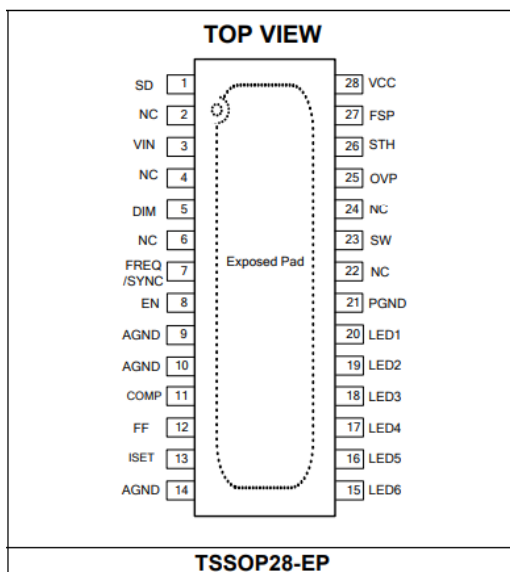 TOP VIEW
SD 1 28 VCC
NC 2 27 FSP
VIN 3 26 STH
NC 4 25 OVP
DIM 5 24 NC
NC 6 23 SW
FREQ
/SYNC 7 22 NC
Exposed Pad
EN 8 21 PGND
AGND 9 20 LED1
AGND 10 19 LED2
COMP 11 18 LED3
FF 12 17 LED4
ISET 13 16 LED5
AGND 14 15 LED6
TSSOP28-EP